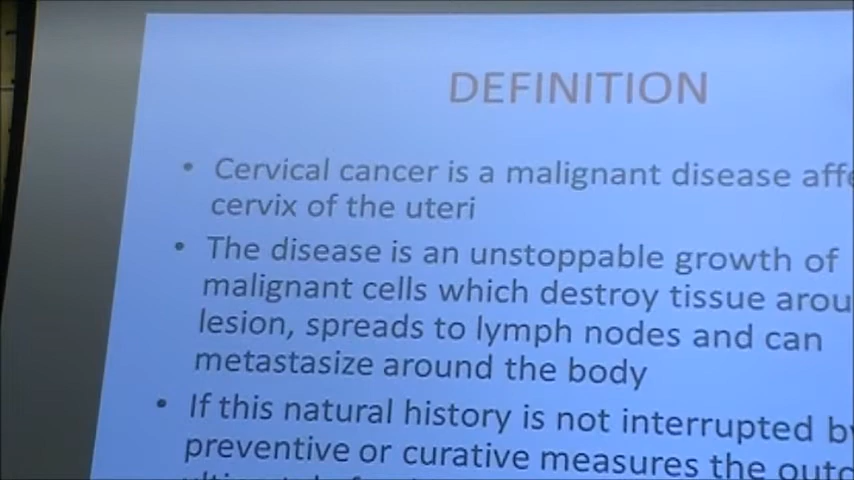 DEFINITION
• Cervical cancer is a malignant disease
cervix of the uteri
• The disease is an unstoppable growth of
malignant cells which destroy tissue
lesion, spreads to lymph nodes and can
metastasize around the body
• If this natural history is not interrupted
preventive or curative measures the